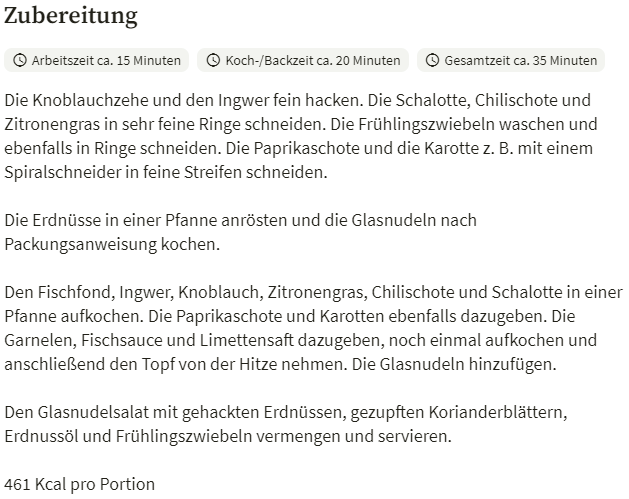 Zubereitung
Arbeitszeit ca. 15 Minuten Koch-/Backzeit ca. 20 Minuten Gesamtzeit ca. 35 Minuten
Die Knoblauchzehe und den Ingwer fein hacken. Die Schalotte, Chilischote und
Zitronengras in sehr feine Ringe schneiden. Die Frühlingszwiebeln waschen und
ebenfalls in Ringe schneiden. Die Paprikaschote und die Karotte z. B. mit einem
Spiralschneider in feine Streifen schneiden.
Die Erdnüsse in einer Pfanne anrösten und die Glasnudeln nach
Packungsanweisung kochen.
Den Fischfond, Ingwer, Knoblauch, Zitronengras, Chilischote und Schalotte in einer
Pfanne aufkochen. Die Paprikaschote und Karotten ebenfalls dazugeben. Die
Garnelen, Fischsauce und Limettensaft dazugeben, noch einmal aufkochen und
anschließend den Topf von der Hitze nehmen. Die Glasnudeln hinzufügen.
Den Glasnudelsalat mit gehackten Erdnüssen, gezupften Korianderblättern,
Erdnussöl und Frühlingszwiebeln vermengen und servieren.
461 Kcal pro Portion